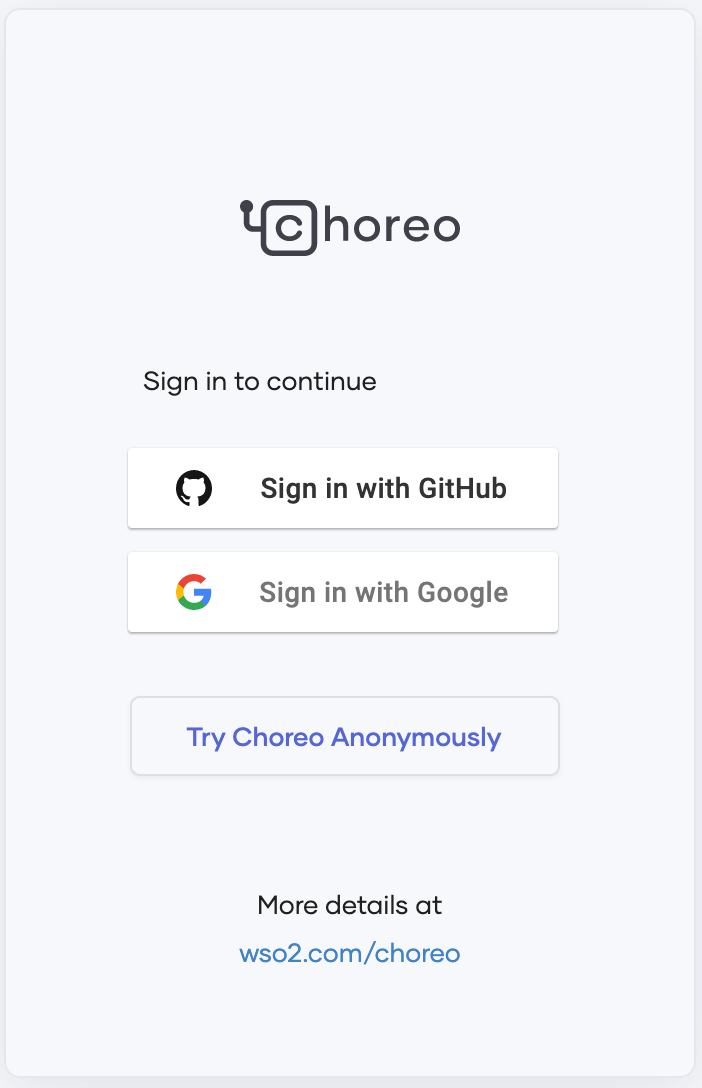 choreo
Sign in to continue
Sign in with GitHub
Sign in with Google
Try Choreo Anonymously
More details at
wso2.com/choreo